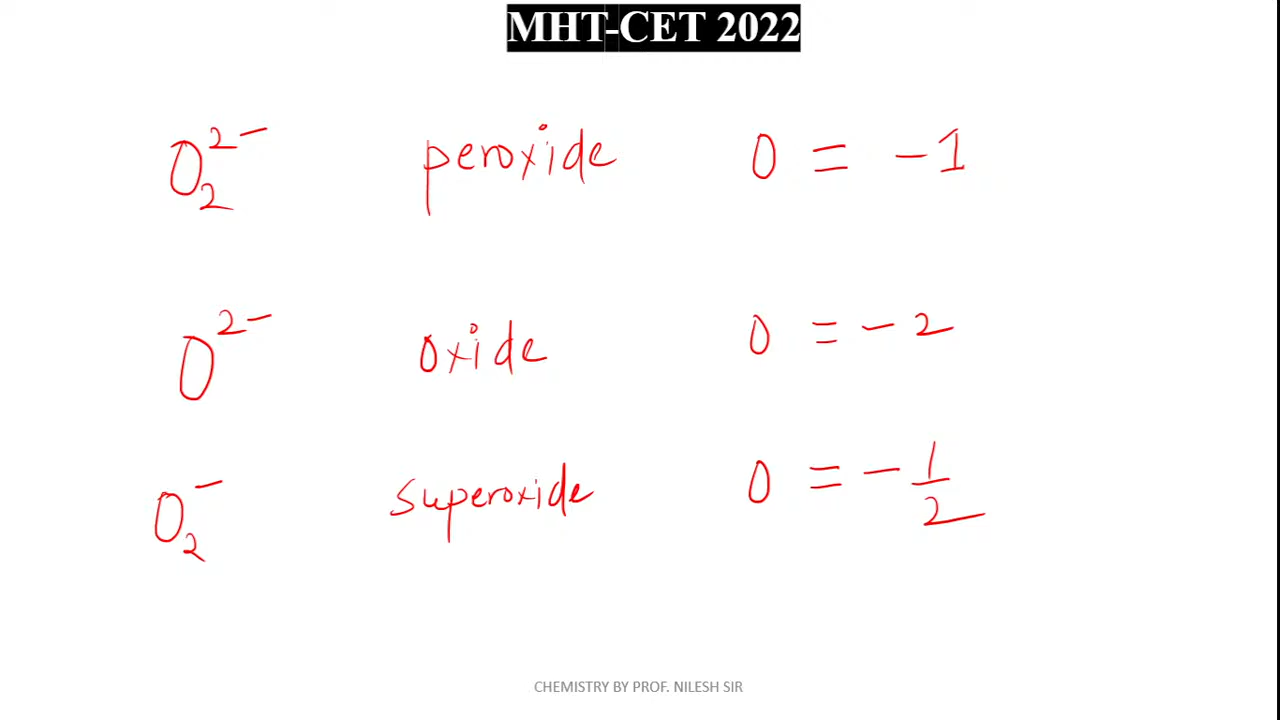 MHT-CET 2022
O₂²⁻ peroxide O = -1
O²⁻ oxide O = -2
O₂⁻ superoxide O = -1/2
CHEMISTRY BY PROF. NILESH SIR